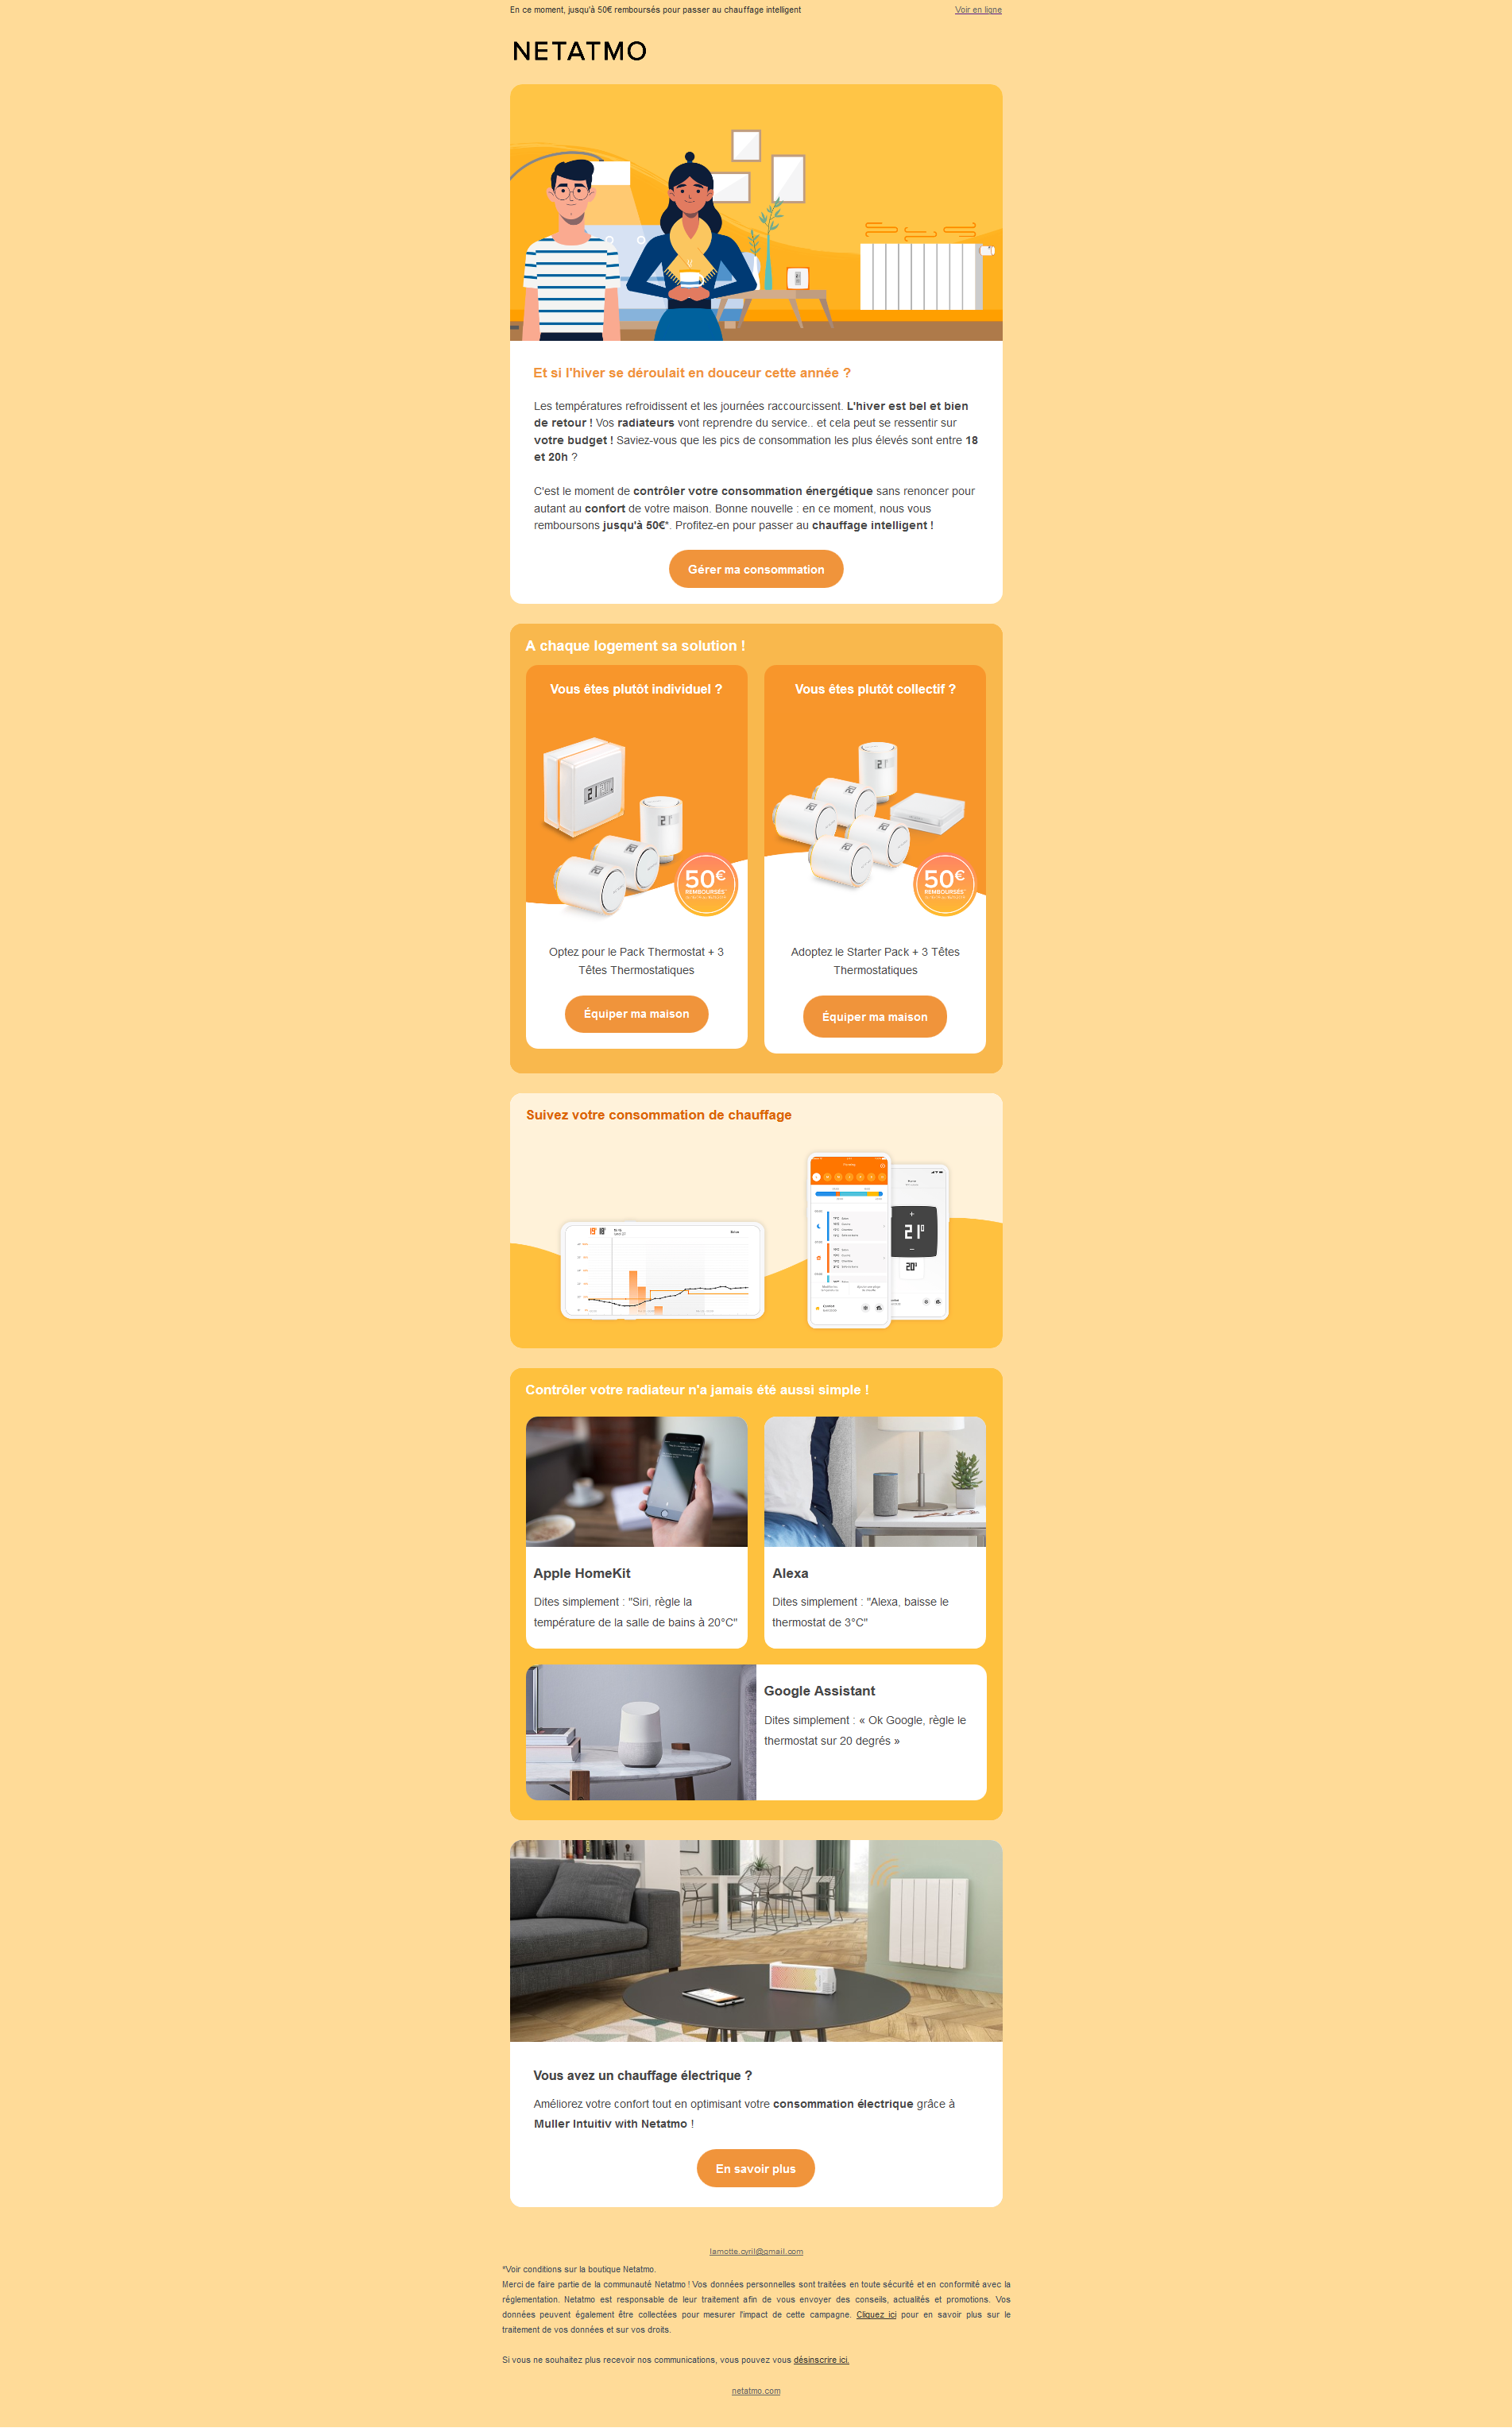 En ce moment, jusqu'à 50€ remboursés pour passer au chauffage intelligent
Voir en ligne
NETATMO
Et si l'hiver se déroulait en douceur cette année ?
Les températures refroidissent et les journées raccourcissent. L'hiver est bel et bien
de retour ! Vos radiateurs vont reprendre du service.. et cela peut se ressentir sur
votre budget ! Saviez-vous que les pics de consommation les plus élevés sont entre 18
et 20h ?
C'est le moment de contrôler votre consommation énergétique sans renoncer pour
autant au confort de votre maison. Bonne nouvelle : en ce moment, nous vous
remboursons jusqu'à 50€*. Profitez-en pour passer au chauffage intelligent !
Gérer ma consommation
A chaque logement sa solution !
Vous êtes plutôt individuel ?
21
21
50€
REMBOURSÉS
Optez pour le Pack Thermostat + 3
Têtes Thermostatiques
Équiper ma maison
Vous êtes plutôt collectif ?
21
50€
REMBOURSÉS
Adoptez le Starter Pack + 3 Têtes
Thermostatiques
Équiper ma maison
Suivez votre consommation de chauffage
19° 18°
+
21°
−
20°
Contrôler votre radiateur n'a jamais été aussi simple !
Apple HomeKit
Dites simplement : "Siri, règle la
température de la salle de bains à 20°C"
Alexa
Dites simplement : "Alexa, baisse le
thermostat de 3°C"
Google Assistant
Dites simplement : « Ok Google, règle le
thermostat sur 20 degrés »
Vous avez un chauffage électrique ?
Améliorez votre confort tout en optimisant votre consommation électrique grâce à
Muller Intuitiv with Netatmo !
En savoir plus
lamotte.cyril@gmail.com
*Voir conditions sur la boutique Netatmo.
Merci de faire partie de la communauté Netatmo ! Vos données personnelles sont traitées en toute sécurité et en conformité avec la
réglementation. Netatmo est responsable de leur traitement afin de vous envoyer des conseils, actualités et promotions. Vos
données peuvent également être collectées pour mesurer l'impact de cette campagne. Cliquez ici pour en savoir plus sur le
traitement de vos données et sur vos droits.
Si vous ne souhaitez plus recevoir nos communications, vous pouvez vous désinscrire ici.
netatmo.com